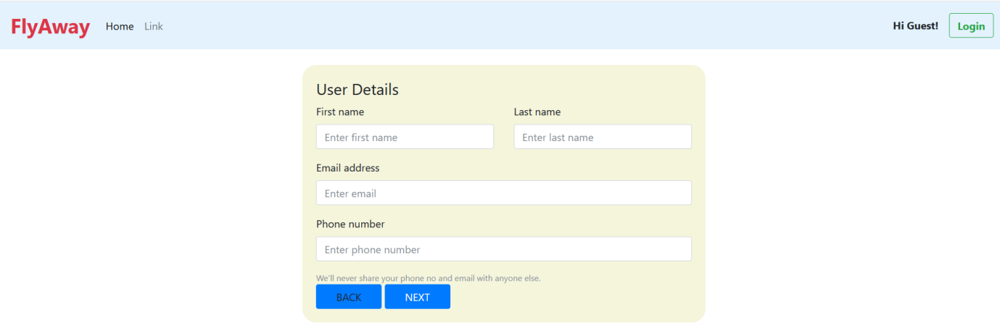 FlyAway Home Link Hi Guest! Login
User Details
First name Last name
Enter first name Enter last name
Email address
Enter email
Phone number
Enter phone number
We'll never share your phone no and email with anyone else.
BACK NEXT